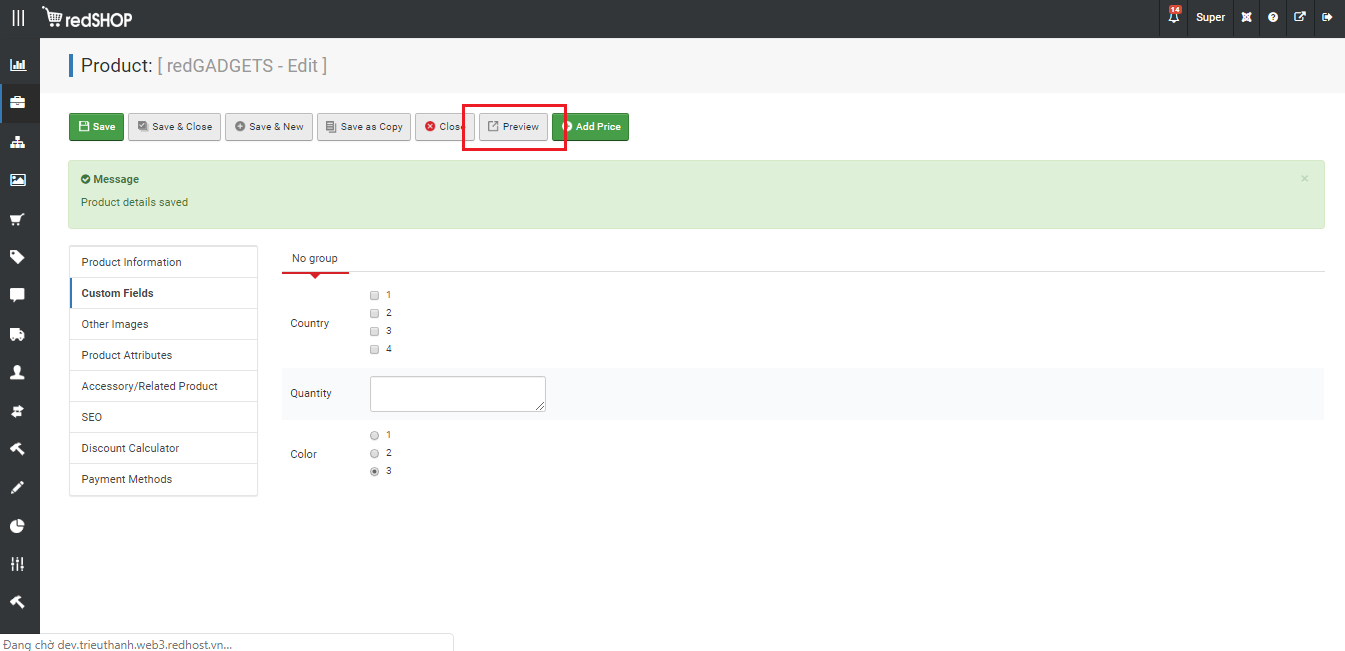 redSHOP
14
Super
Product: [ redGADGETS - Edit ]
Save
Save & Close
Save & New
Save as Copy
Close
Preview
Add Price
Message
×
Product details saved
Product Information
Custom Fields
Other Images
Product Attributes
Accessory/Related Product
SEO
Discount Calculator
Payment Methods
No group
Country
1
2
3
4
Quantity
Color
1
2
3
Đang chờ dev.trieuthanh.web3.redhost.vn...